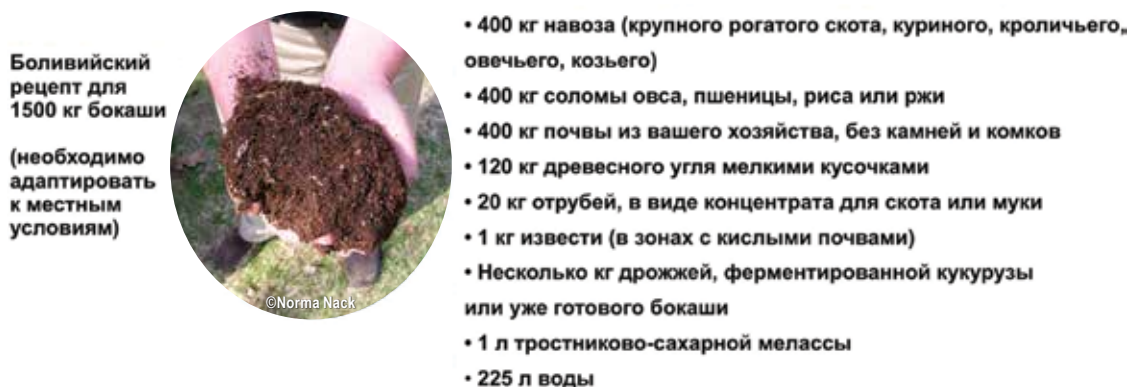 Боливийский
рецепт для
1500 кг бокаши
(необходимо
адаптировать
к местным
условиям)
©Norma Nack
• 400 кг навоза (крупного рогатого скота, куриного, кроличьего,,
овечьего, козьего)
• 400 кг соломы овса, пшеницы, риса или ржи
• 400 кг почвы из вашего хозяйства, без камней и комков
• 120 кг древесного угля мелкими кусочками
• 20 кг отрубей, в виде концентрата для скота или муки
• 1 кг извести (в зонах с кислыми почвами)
• Несколько кг дрожжей, ферментированной кукурузы
или уже готового бокаши
• 1 л тростниково-сахарной мелассы
• 225 л воды